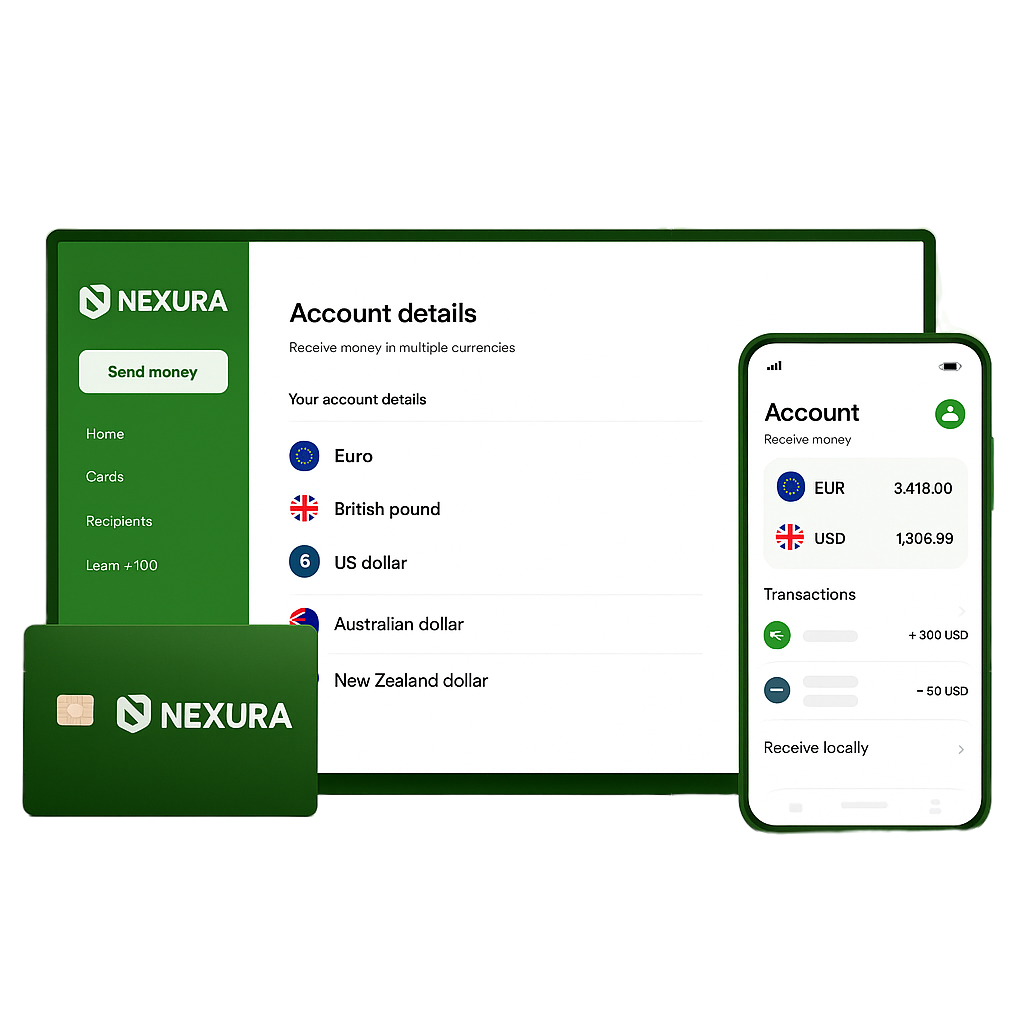 NEXURA
Send money
Home
Cards
Recipients
Leam +100
Account details
Receive money in multiple currencies
Your account details
Euro
British pound
6
US dollar
Australian dollar
New Zealand dollar
NEXURA
Account
Receive money
EUR 3.418.00
USD 1,306.99
Transactions
+ 300 USD
– 50 USD
Receive locally